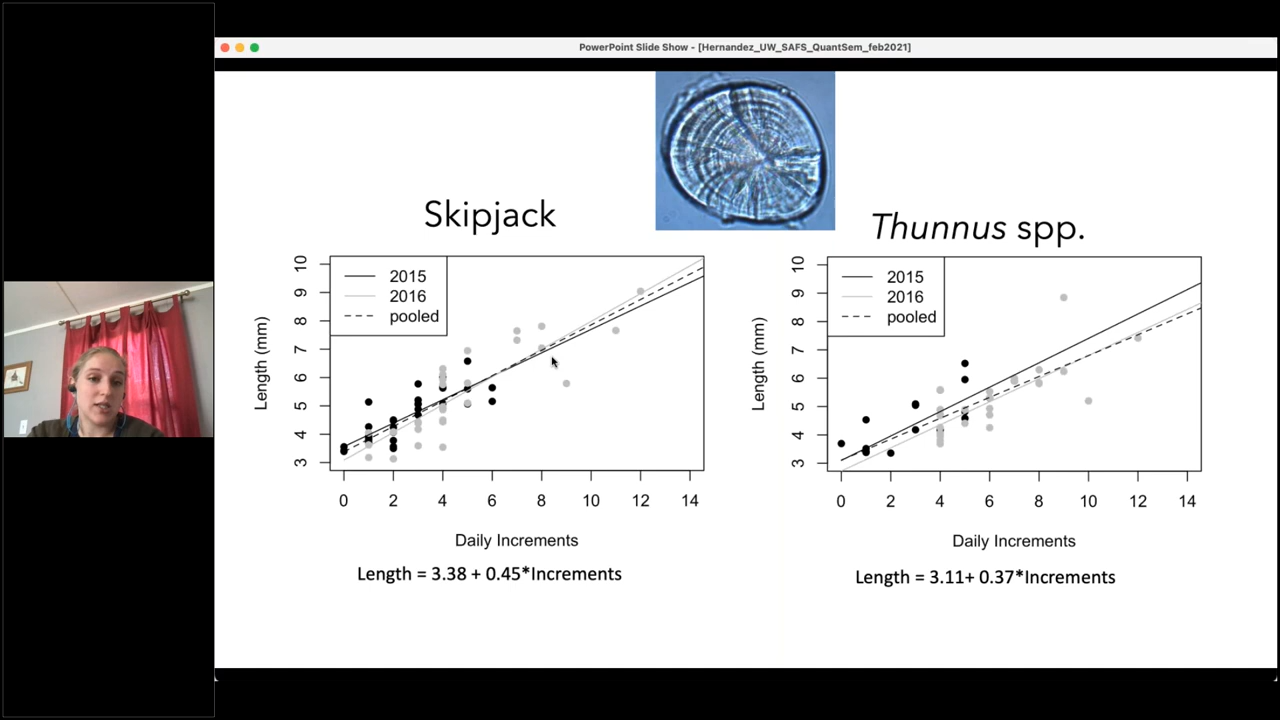 PowerPoint Slide Show - [Hernandez_UW_SAFS_QuantSem_feb2021]
Skipjack
2015
2016
pooled
Length (mm)
10
9
8
7
6
5
4
3
0 2 4 6 8 10 12 14
Daily Increments
Length = 3.38 + 0.45*Increments
Thunnus spp.
2015
2016
pooled
Length (mm)
10
9
8
7
6
5
4
3
0 2 4 6 8 10 12 14
Daily Increments
Length = 3.11+ 0.37*Increments